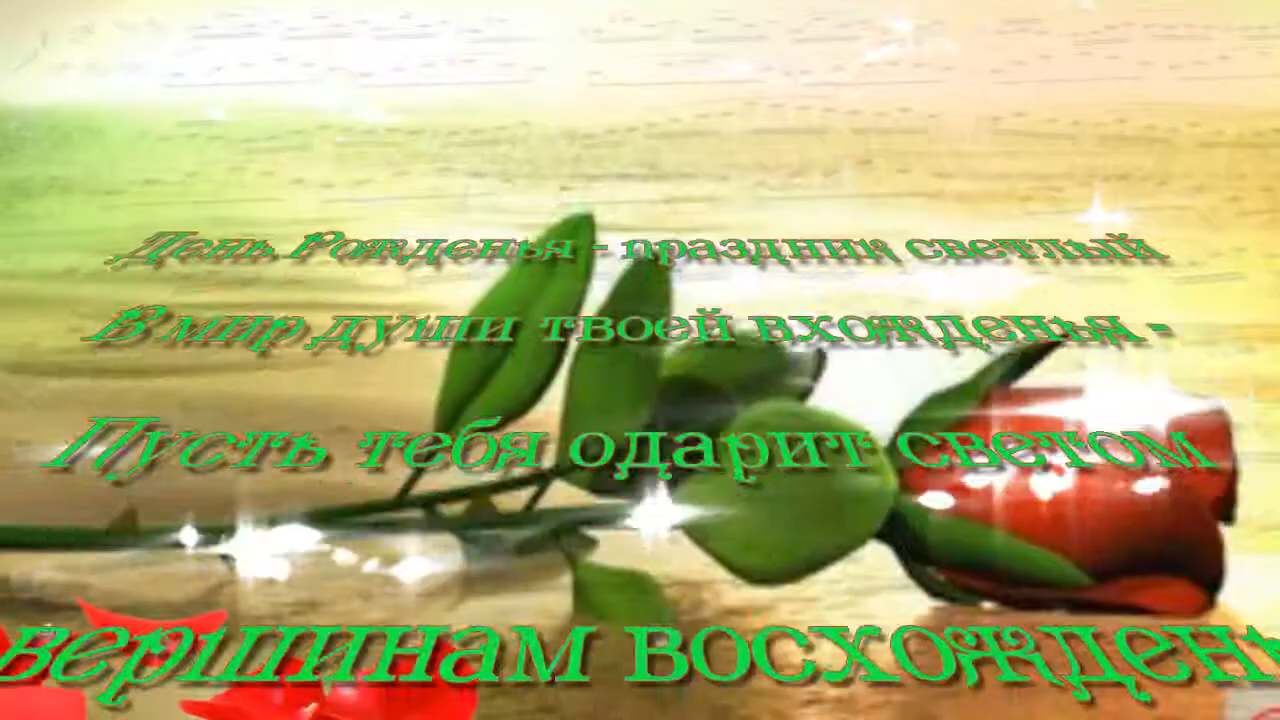 День Рожденья - праздник светлый
В мир души твоей вхожденья -
Пусть тебя одарит светом
вершинам восхожден